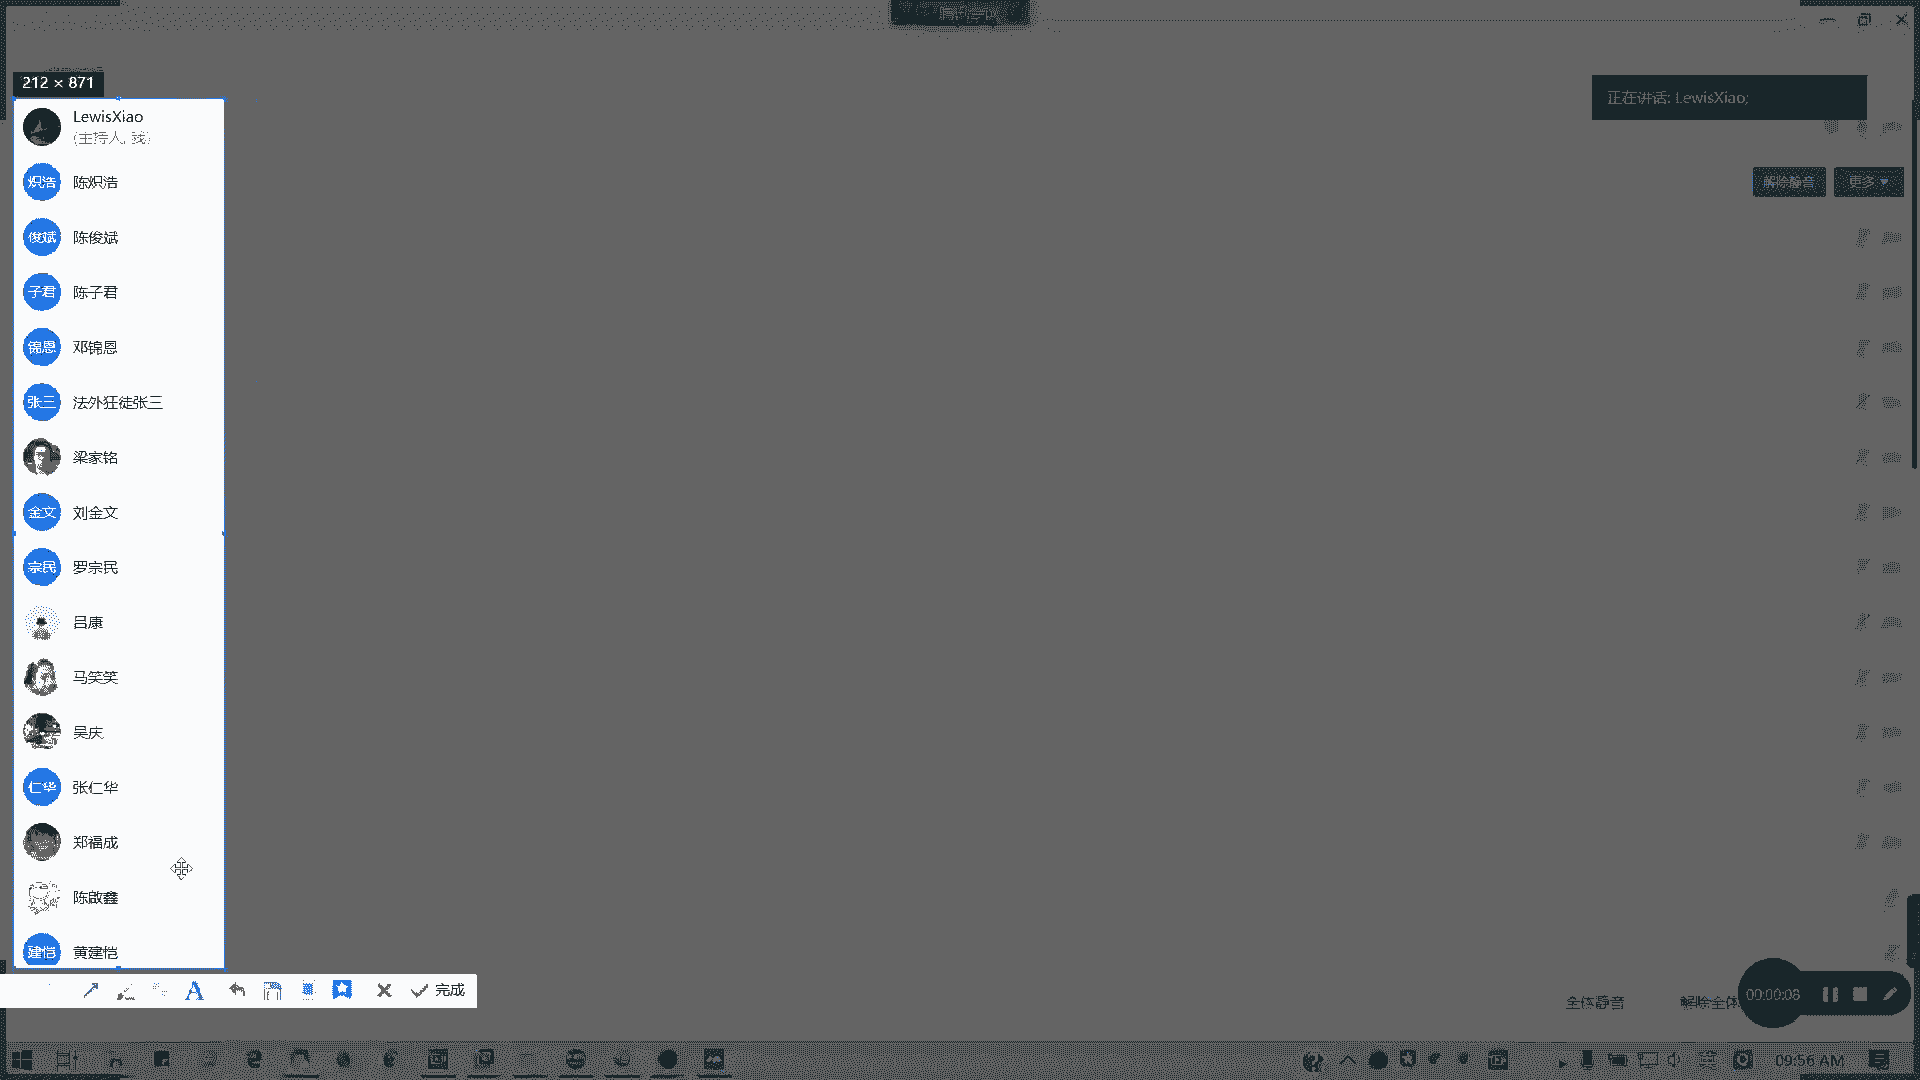 212 × 871
LewisXiao
(主持人, 我)
正在讲话: LewisXiao;
炽浩 陈炽浩
解除静音 更多
俊斌 陈俊斌
子君 陈子君
锦恩 邓锦恩
张三 法外狂徒张三
梁家铭
金文 刘金文
宗民 罗宗民
吕康
马笑笑
吴庆
仁华 张仁华
郑福成
陈啟鑫
建恺 黄建恺
A 完成
全体静音 解除全体
00:00:08
09:56 AM